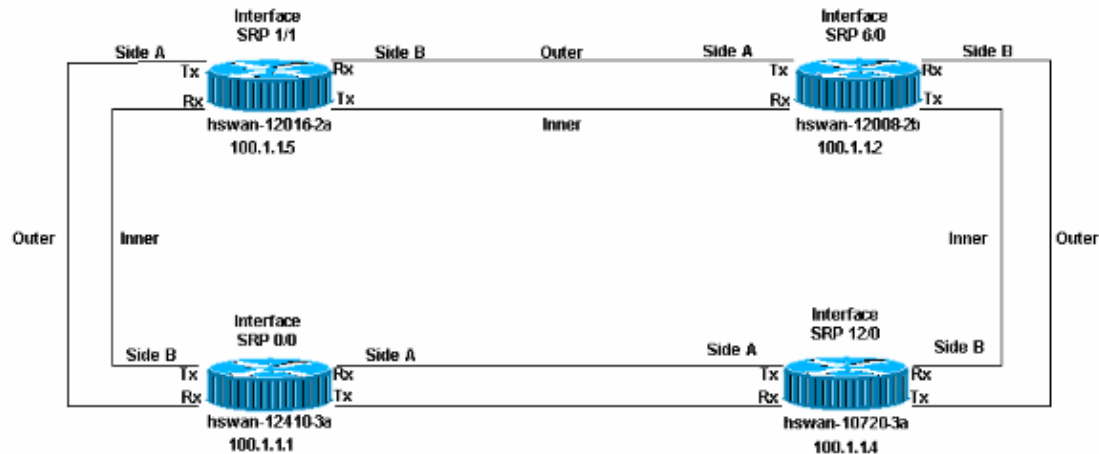 Interface
SRP 1/1
Interface
SRP 6/0
Side A
Side B
Outer
Side A
Side B
Tx
Rx
Tx
Rx
Rx
Tx
Rx
Tx
hswan-12016-2a
Inner
hswan-12008-2b
100.1.1.5
100.1.1.2
Outer
Inner
Inner
Outer
Interface
SRP 0/0
Interface
SRP 12/0
Side B
Side A
Side A
Side B
Tx
Rx
Tx
Rx
Rx
Tx
Rx
Tx
hswan-12410-3a
hswan-10720-3a
100.1.1.1
100.1.1.4